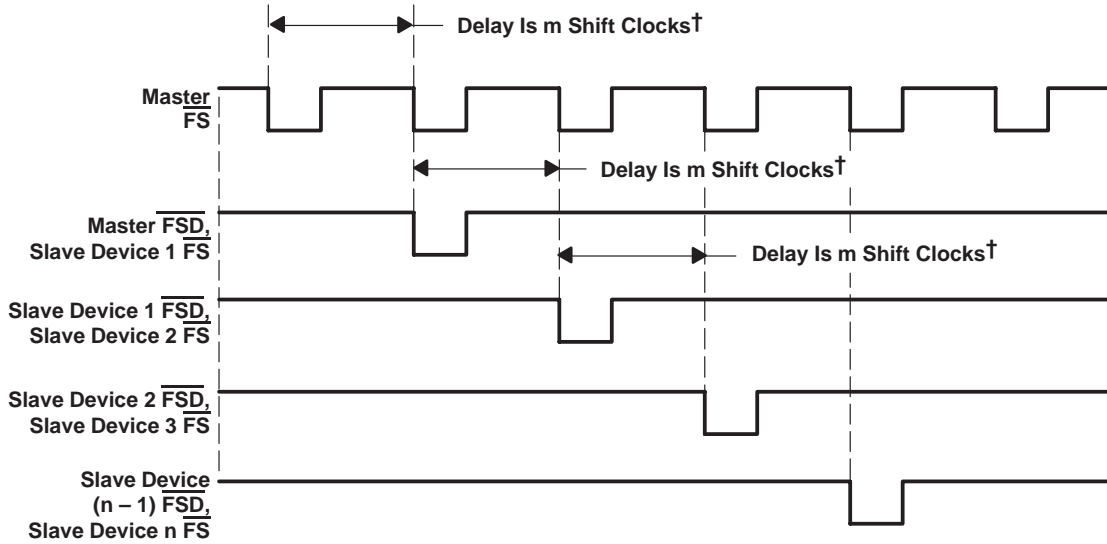 Delay Is m Shift Clocks†
Master
FS
Delay Is m Shift Clocks†
Master FSD,
Slave Device 1 FS
Delay Is m Shift Clocks†
Slave Device 1 FSD,
Slave Device 2 FS
Slave Device 2 FSD,
Slave Device 3 FS
Slave Device
(n – 1) FSD,
Slave Device n FS